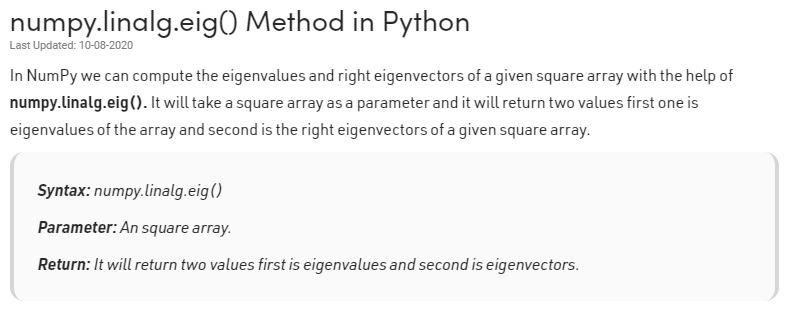 numpy.linalg.eig() Method in Python
Last Updated: 10-08-2020
In NumPy we can compute the eigenvalues and right eigenvectors of a given square array with the help of
numpy.linalg.eig(). It will take a square array as a parameter and it will return two values first one is
eigenvalues of the array and second is the right eigenvectors of a given square array.
Syntax: numpy.linalg.eig()
Parameter: An square array.
Return: It will return two values first is eigenvalues and second is eigenvectors.